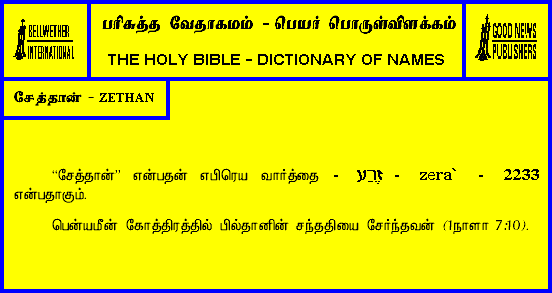 BELLWETHER
INTERNATIONAL
பரிசுத்த வேதாகமம் - பெயர் பொருள்விளக்கம்
THE HOLY BIBLE - DICTIONARY OF NAMES
GOOD NEWS
PUBLISHERS
சேத்தான் - ZETHAN
“சேத்தான்” என்பதன் எபிரெய வார்த்தை - זֶרַע - zera` - 2233
என்பதாகும்.
பென்யமீன் கோத்திரத்தில் பில்தானின் சந்ததியை சேர்ந்தவன் (1நாளா 7:10).